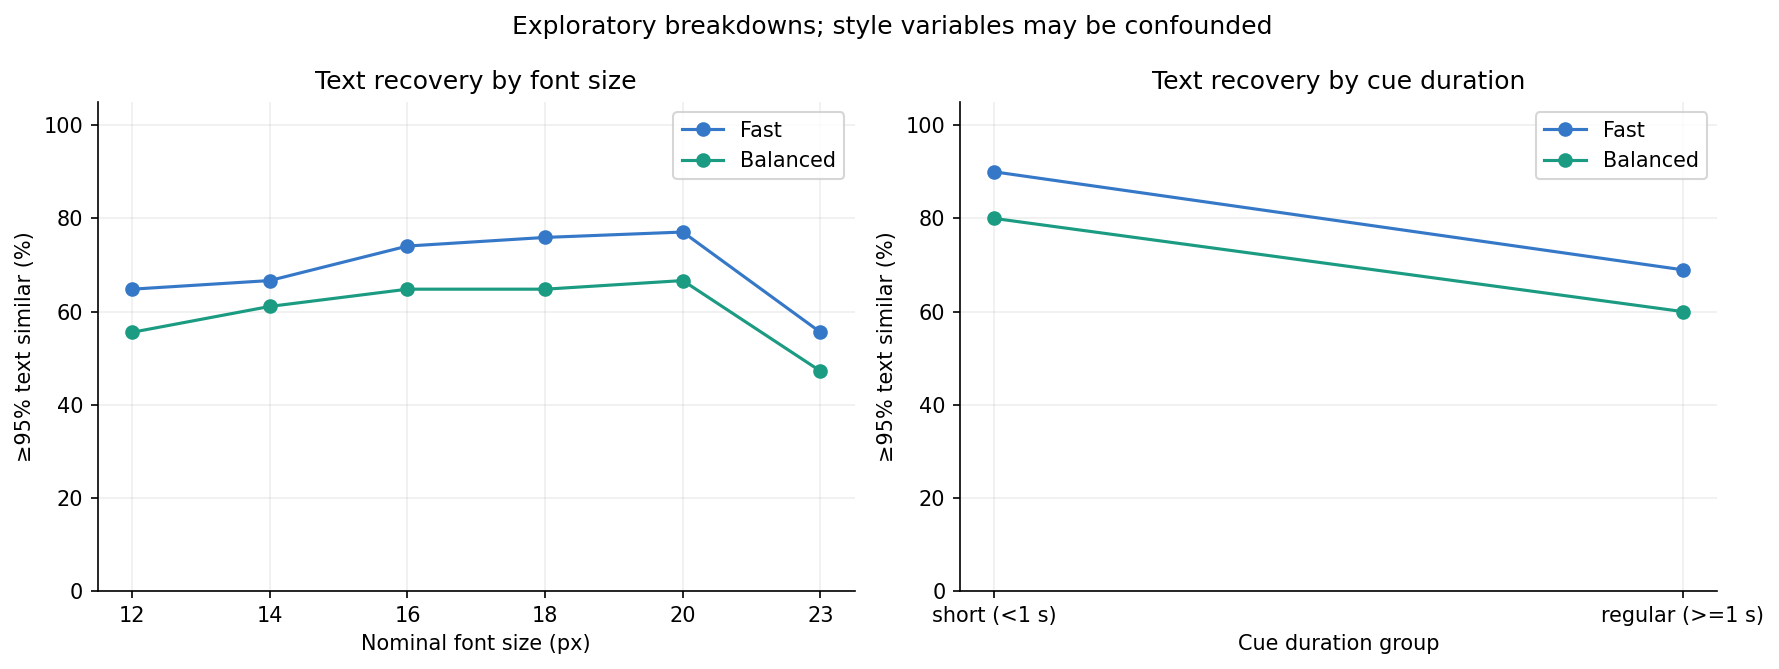 Exploratory breakdowns; style variables may be confounded
Text recovery by font size
≥95% text similar (%)
100
80
60
40
20
0
12 14 16 18 20 23
Nominal font size (px)
Fast
Balanced
Text recovery by cue duration
≥95% text similar (%)
100
80
60
40
20
0
short (<1 s) regular (>=1 s)
Cue duration group
Fast
Balanced